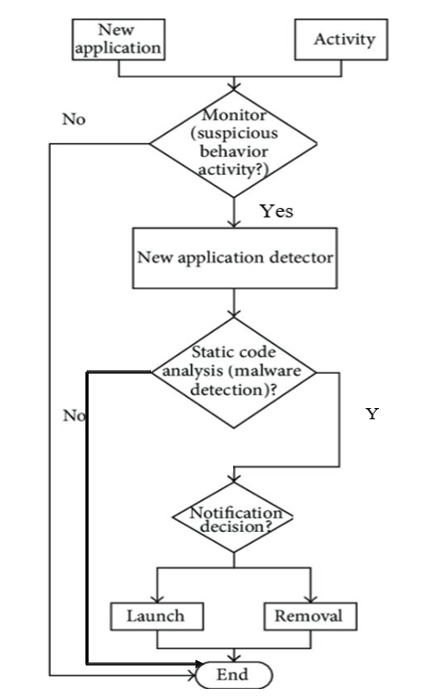 New
application
Activity
No
Monitor
(suspicious
behavior
activity?)
Yes
New application detector
Static code
analysis (malware
detection)?
No
Y
Notification
decision?
Launch
Removal
End